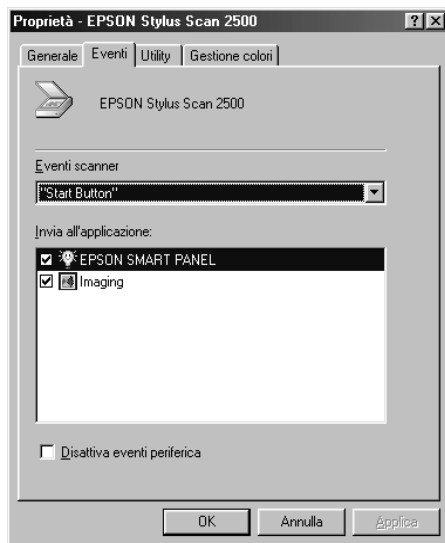 Proprietà - EPSON Stylus Scan 2500
Generale Eventi Utility Gestione colori
EPSON Stylus Scan 2500
Eventi scanner
"Start Button"
Invia all'applicazione:
EPSON SMART PANEL
Imaging
Disattiva eventi periferica
OK Annulla Applica